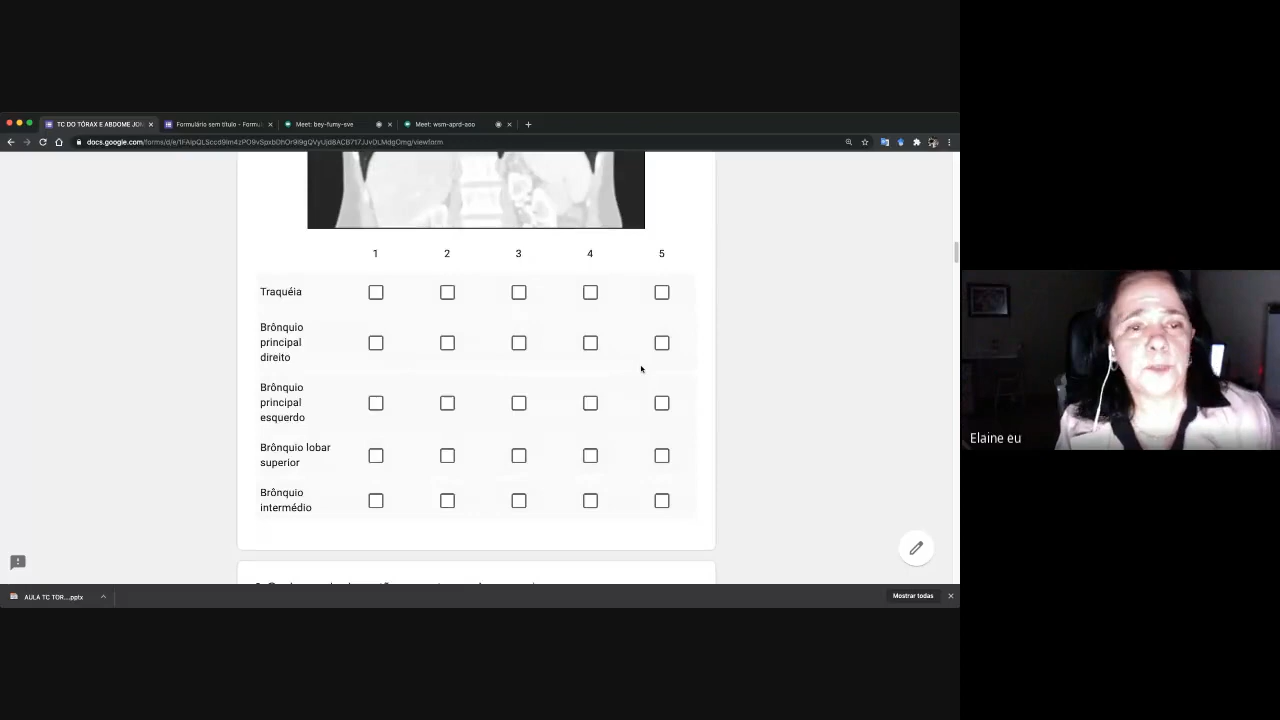 TC DO TÓRAX E ABDOME JO
Formulário sem título - Formul
Meet: bey-fumy-sve
Meet: wsm-aprd-aoo
1 2 3 4 5
Traquéia
Brônquio
principal
direito
Brônquio
principal
esquerdo
Brônquio lobar
superior
Brônquio
intermédio
Elaine eu
AULA TC TOR....pptx
Mostrar todas